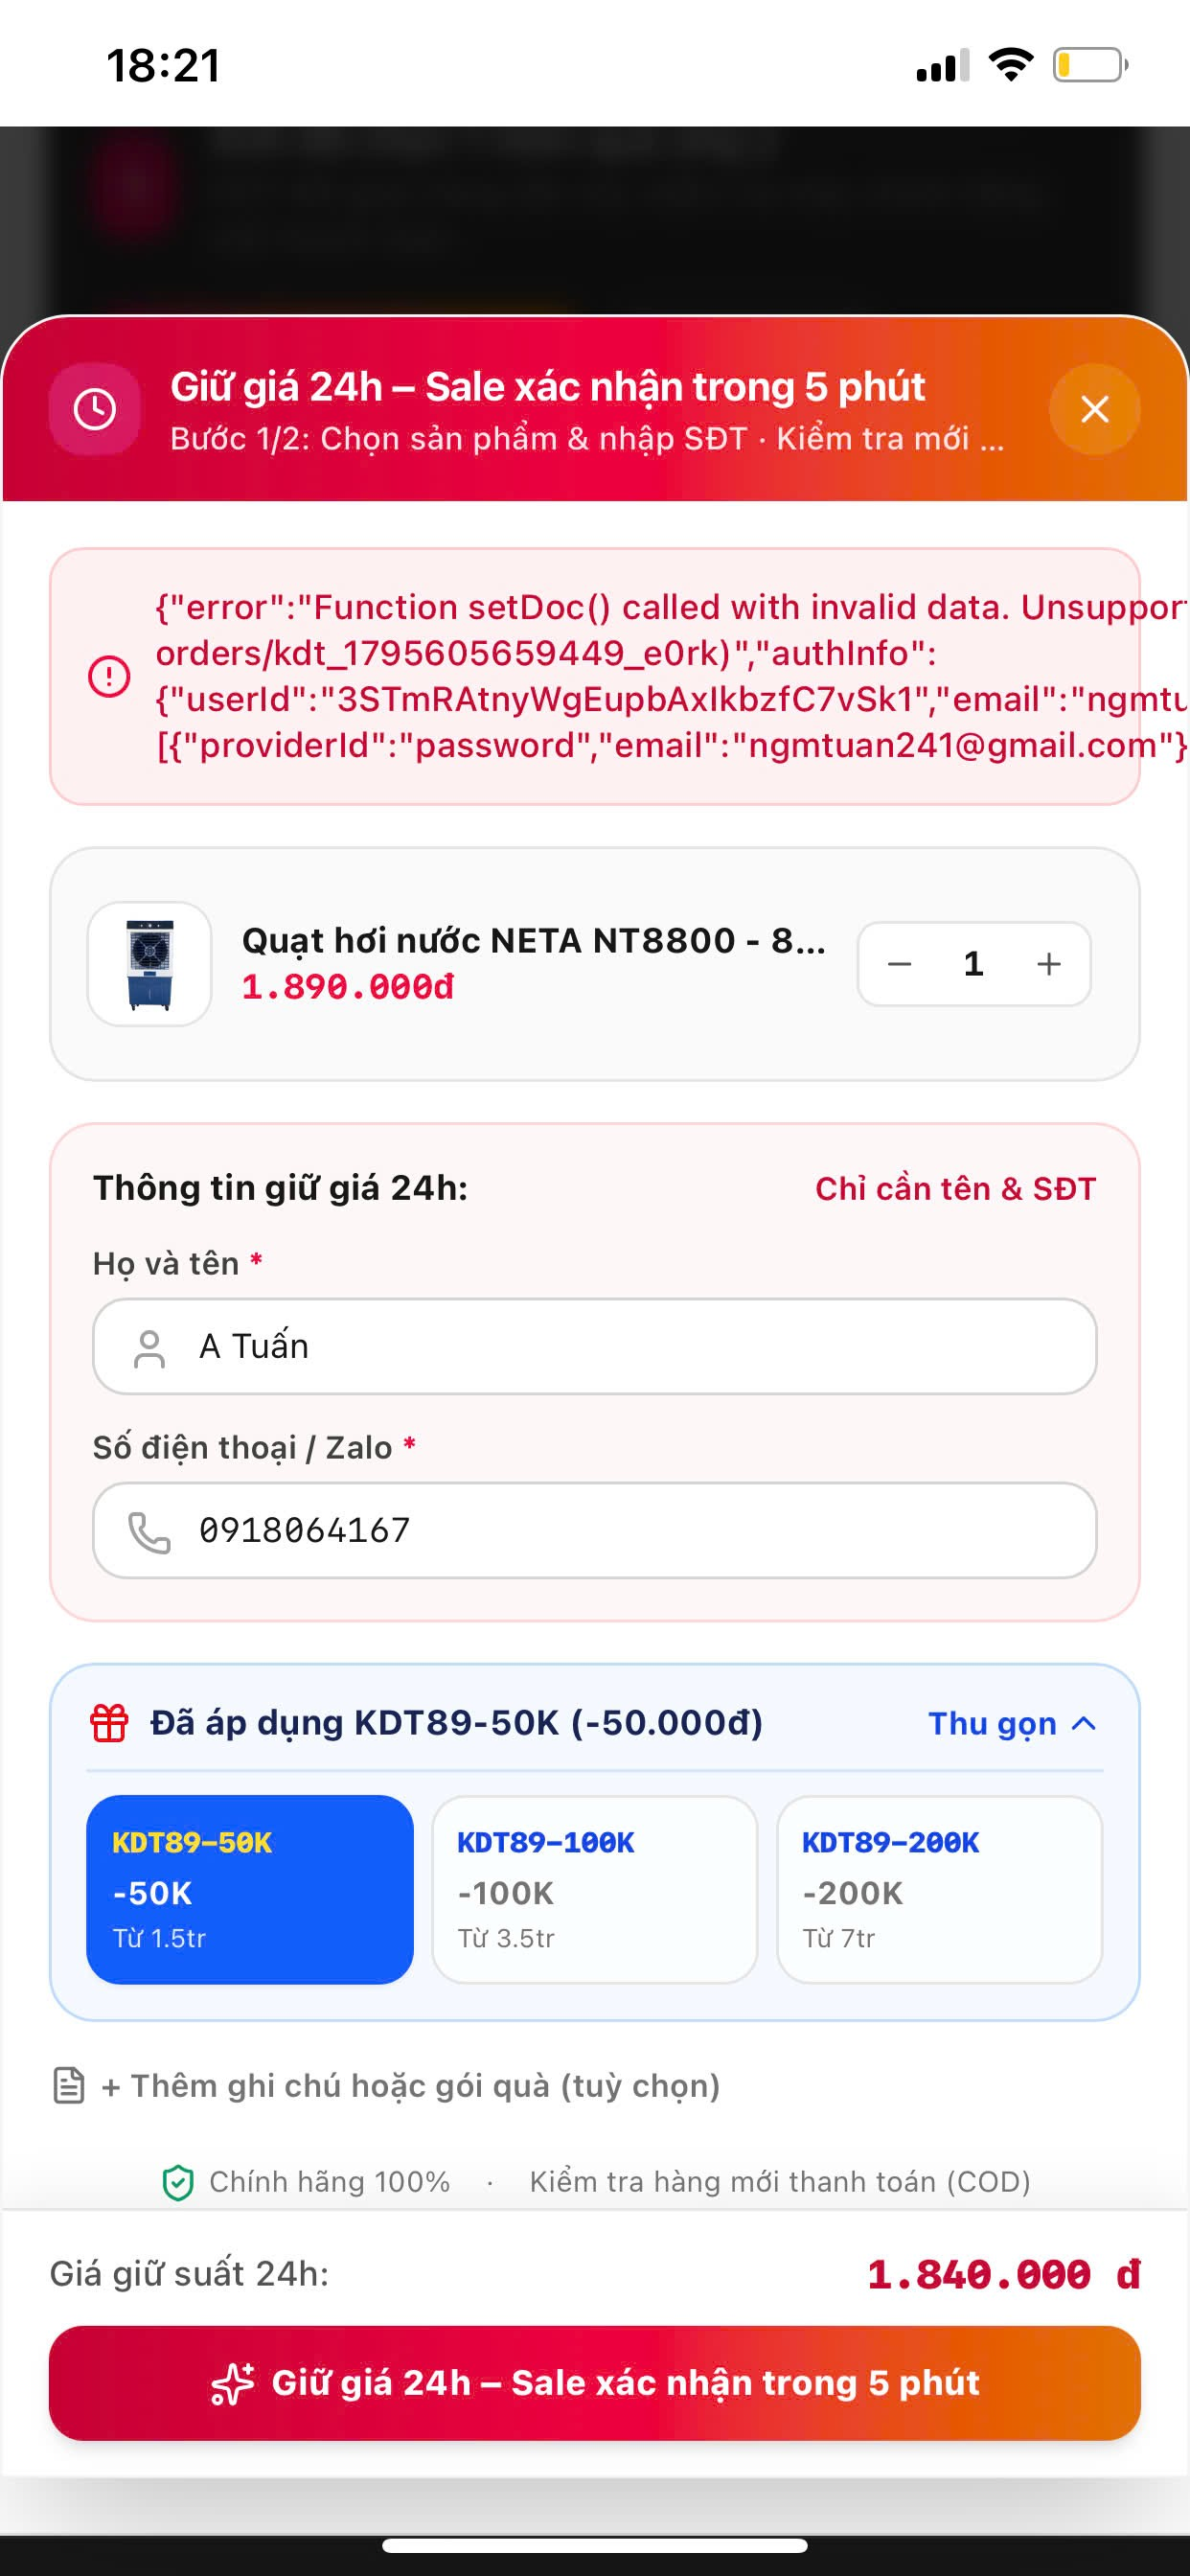 18:21
Giữ giá 24h – Sale xác nhận trong 5 phút
Bước 1/2: Chọn sản phẩm & nhập SĐT · Kiểm tra mới ...
{"error":"Function setDoc() called with invalid data. Unsuppor
orders/kdt_1795605659449_e0rk)","authInfo":
{"userId":"3STmRAtnyWgEupbAxIkbzfC7vSk1","email":"ngmtu
[{"providerId":"password","email":"ngmtuan241@gmail.com"}
Quạt hơi nước NETA NT8800 - 8...
1.890.000đ
− 1 +
Thông tin giữ giá 24h:
Chỉ cần tên & SĐT
Họ và tên *
A Tuấn
Số điện thoại / Zalo *
0918064167
Đã áp dụng KDT89-50K (-50.000đ)
Thu gọn
KDT89-50K
-50K
Từ 1.5tr
KDT89-100K
-100K
Từ 3.5tr
KDT89-200K
-200K
Từ 7tr
+ Thêm ghi chú hoặc gói quà (tuỳ chọn)
Chính hãng 100% · Kiểm tra hàng mới thanh toán (COD)
Giá giữ suất 24h:
1.840.000 đ
Giữ giá 24h – Sale xác nhận trong 5 phút